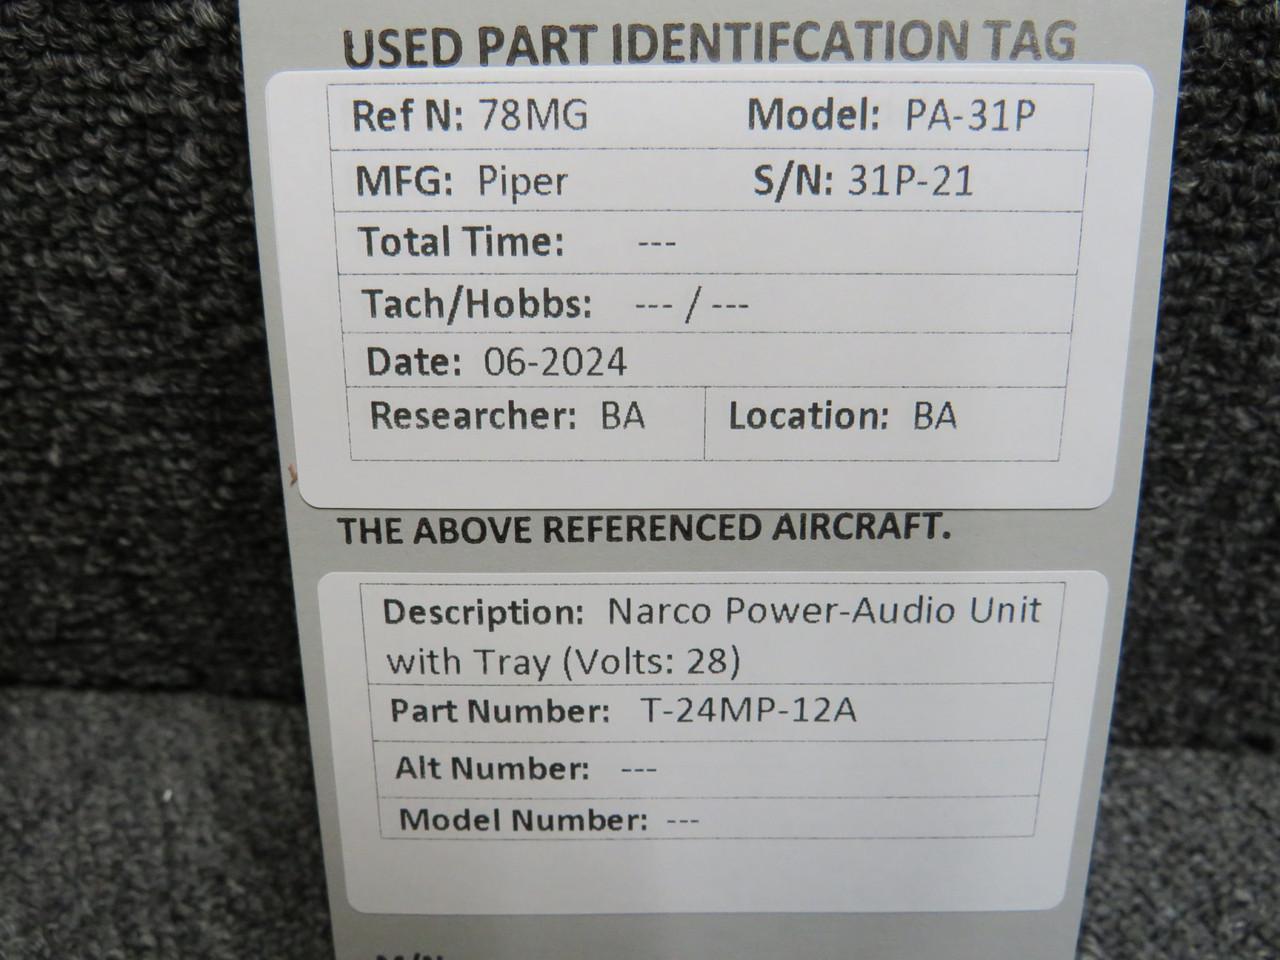 USED PART IDENTIFCATION TAG
Ref N: 78MG Model: PA-31P
MFG: Piper S/N: 31P-21
Total Time: ---
Tach/Hobbs: --- / ---
Date: 06-2024
Researcher: BA Location: BA
THE ABOVE REFERENCED AIRCRAFT.
Description: Narco Power-Audio Unit
with Tray (Volts: 28)
Part Number: T-24MP-12A
Alt Number: ---
Model Number: ---